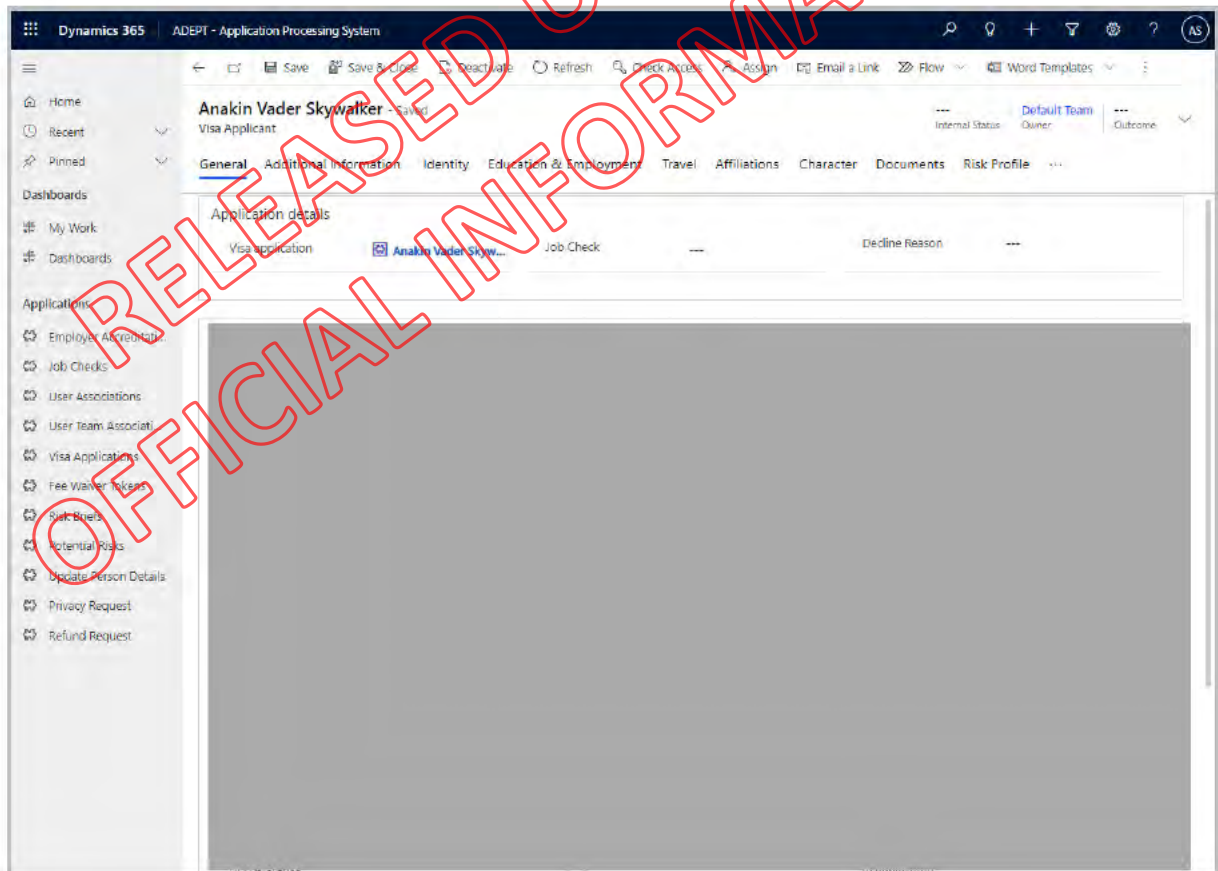 Dynamics 365 ADEPT - Application Processing System ? AS
Save Save & Close Deactivate Refresh Check Access Assign Email a Link Flow Word Templates
Home
Recent
Pinned
Dashboards
My Work
Dashboards
Applications
Employer Accreditati...
Job Checks
User Associations
User Team Associati...
Visa Applications
Fee Waiver Tokens
Risk Briefs
Potential Risks
Update Person Details
Privacy Request
Refund Request
Anakin Vader Skywalker - Saved
Visa Applicant
--- Default Team ---
Internal Status Owner Outcome
General Additional Information Identity Education & Employment Travel Affiliations Character Documents Risk Profile ...
Application details
Visa application Anakin Vader Skyw... Job Check --- Decline Reason ---
RELEASED
OFFICIAL